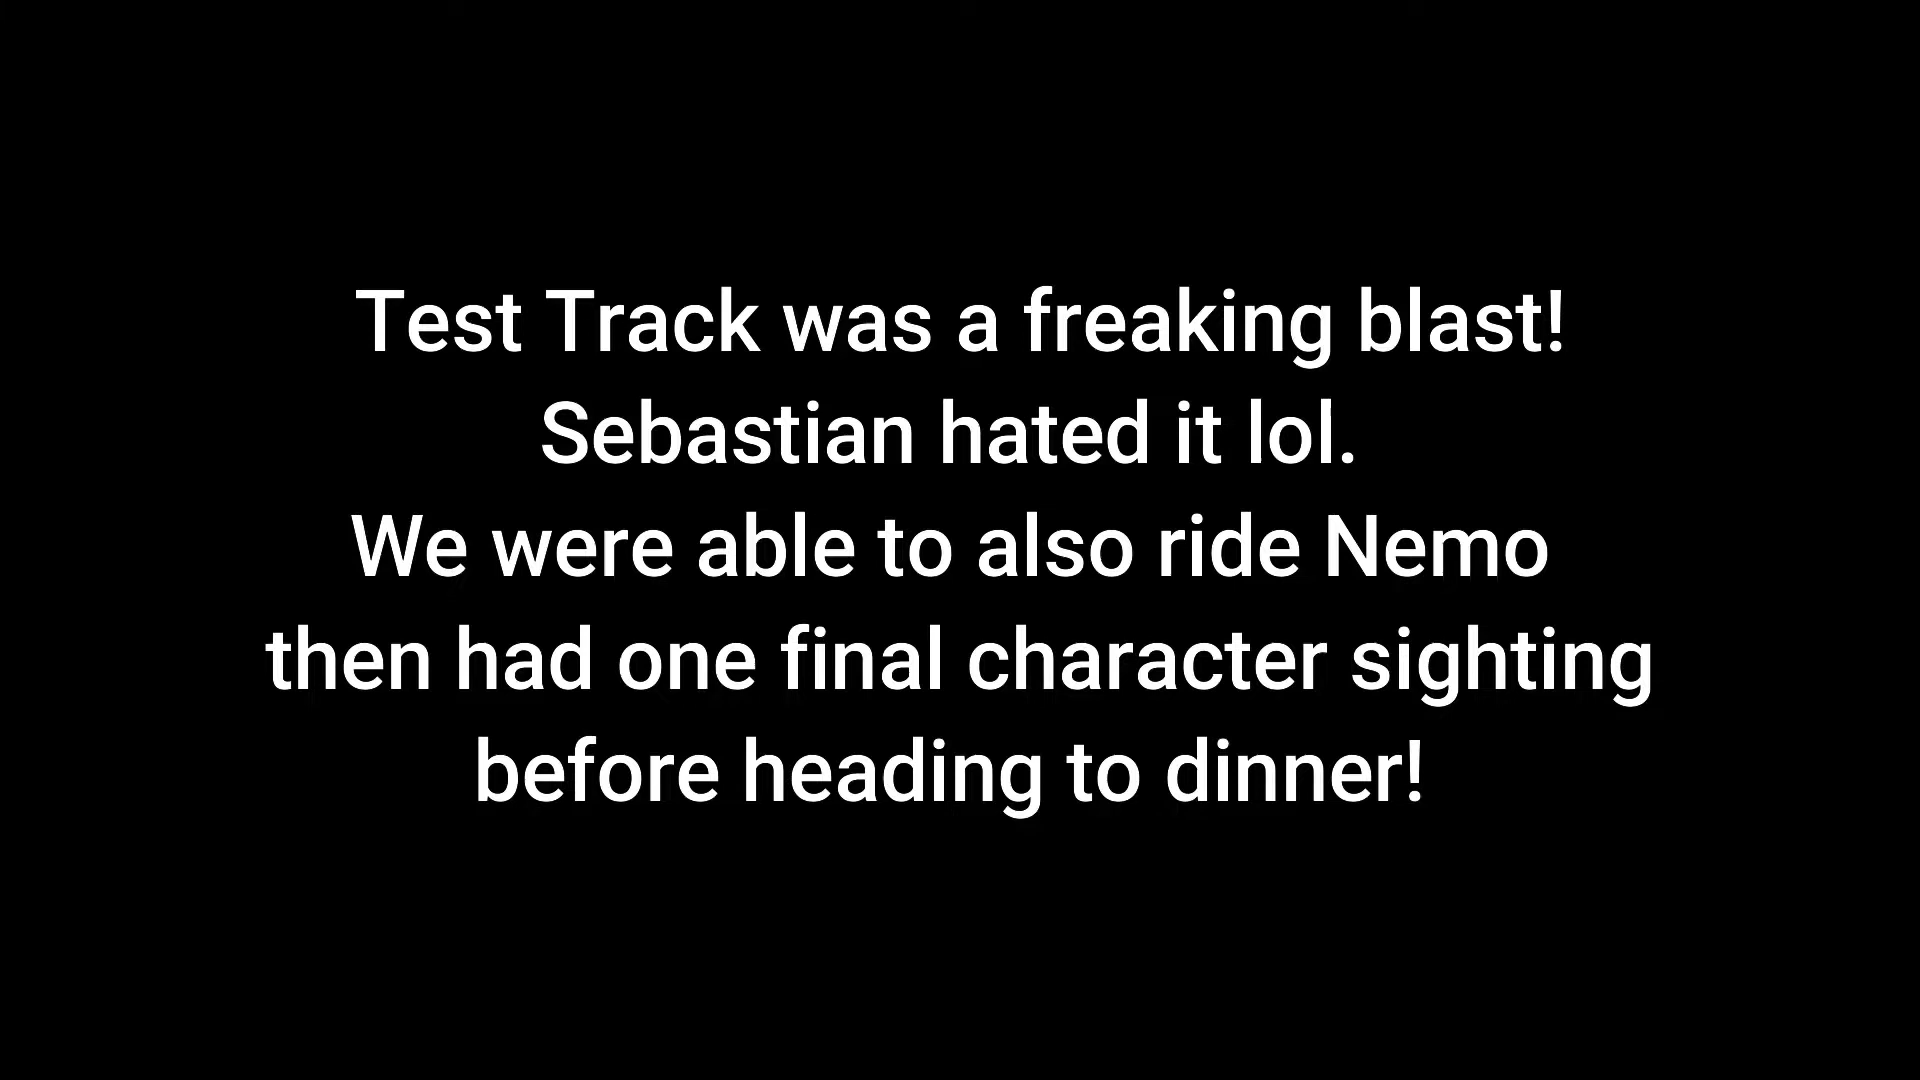 Test Track was a freaking blast!
Sebastian hated it lol.
We were able to also ride Nemo
then had one final character sighting
before heading to dinner!